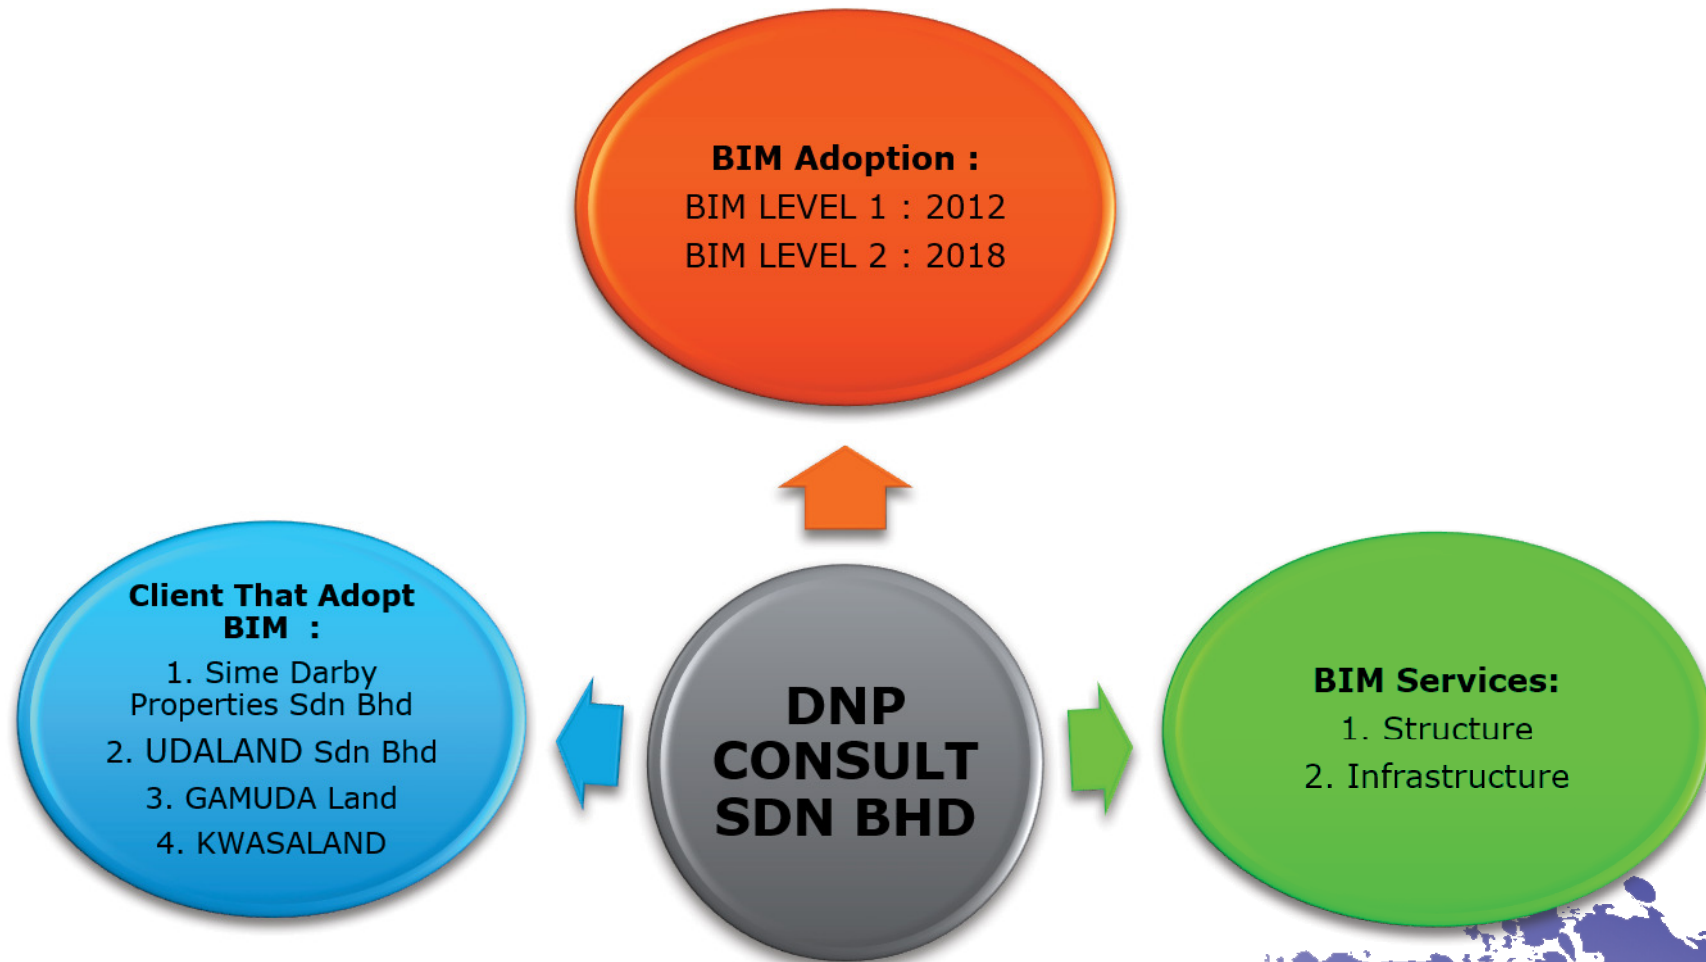 BIM Adoption :
BIM LEVEL 1 : 2012
BIM LEVEL 2 : 2018
Client That Adopt
BIM :
1. Sime Darby
Properties Sdn Bhd
2. UDALAND Sdn Bhd
3. GAMUDA Land
4. KWASALAND
DNP
CONSULT
SDN BHD
BIM Services:
1. Structure
2. Infrastructure